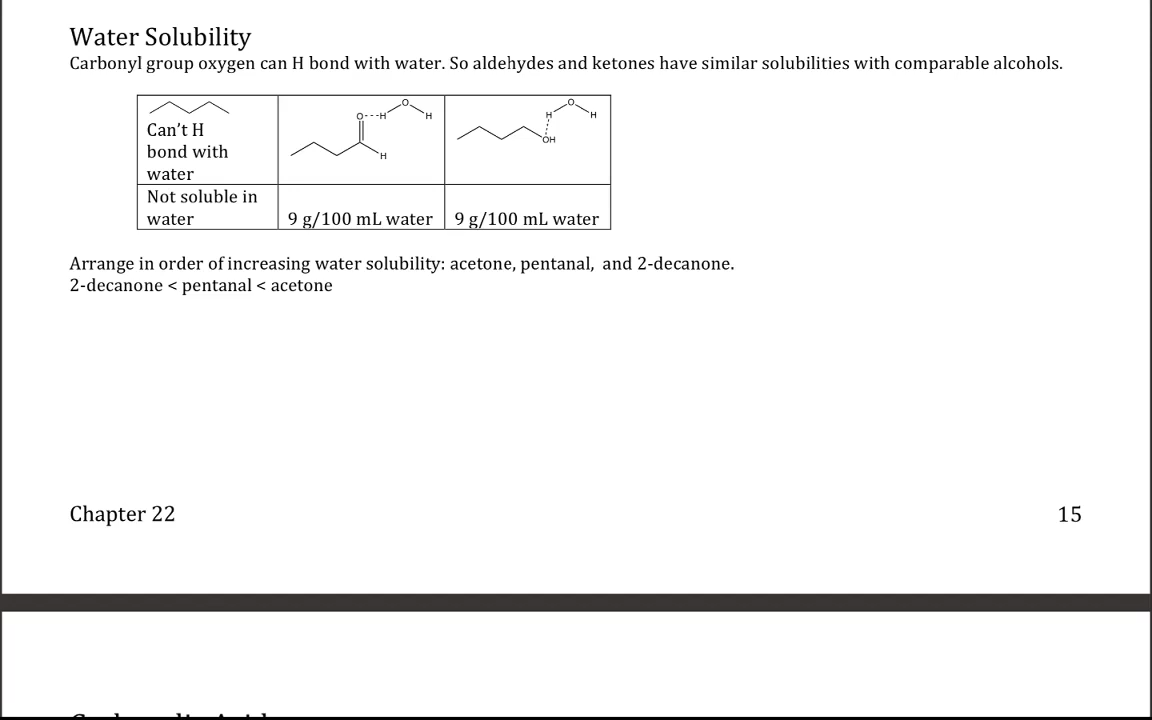 Water Solubility
Carbonyl group oxygen can H bond with water. So aldehydes and ketones have similar solubilities with comparable alcohols.
Can't H
bond with
water
O---H
O
H
H
O
H
H
OH
Not soluble in
water
9 g/100 mL water
9 g/100 mL water
Arrange in order of increasing water solubility: acetone, pentanal, and 2-decanone.
2-decanone < pentanal < acetone
Chapter 22
15